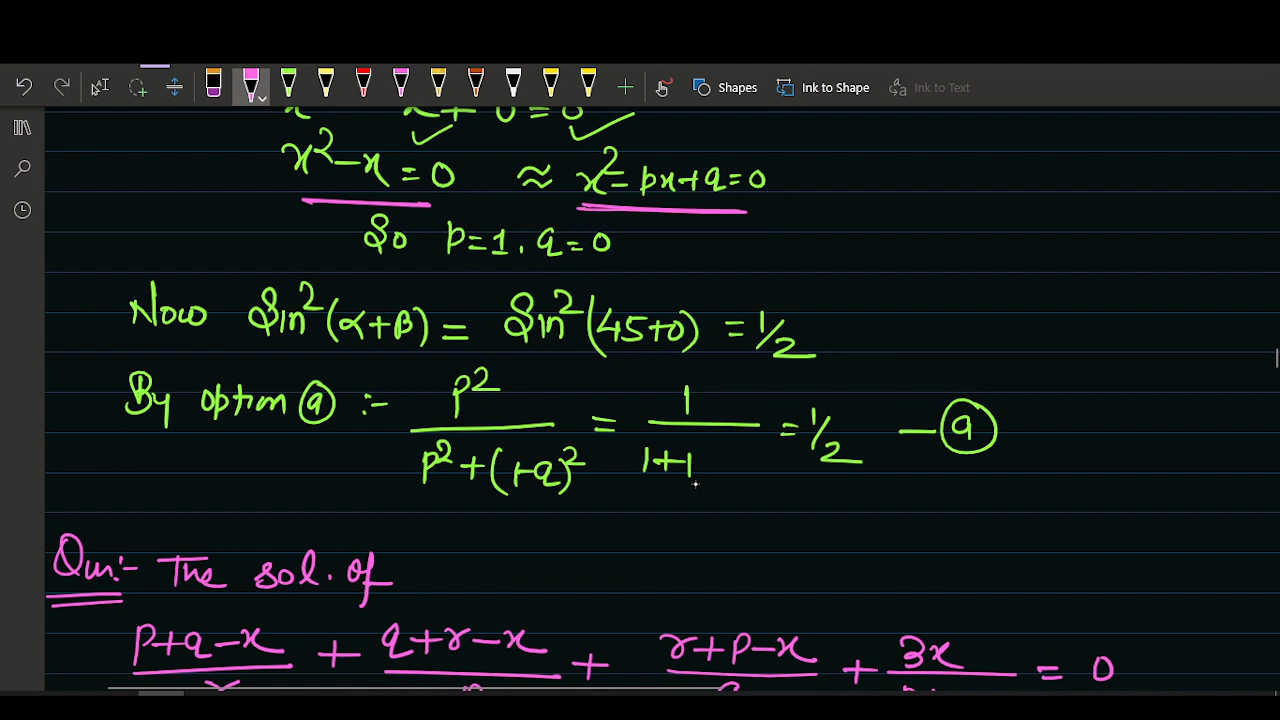 Shapes Ink to Shape Ink to Text
x² - x = 0 ≈ x² - px + q = 0
So p = 1, q = 0
Now Sin²(α+β) = Sin²(45+0) = 1/2
By option (a) :- p² / (p² + (1-q)²) = 1 / (1+1) = 1/2 - (a)
Qun:- The sol. of
p+q-x + q+r-x + r+p-x + 3x = 0